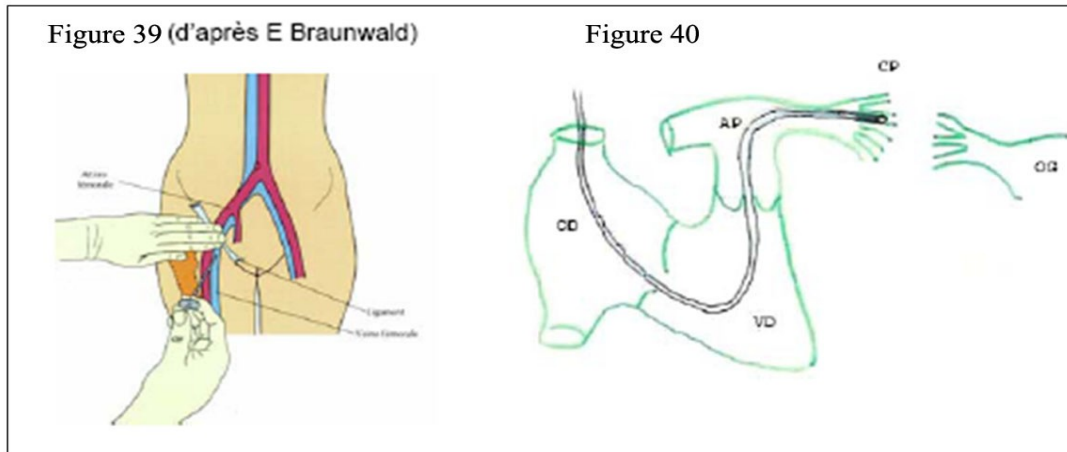 Figure 39 (d'après E Braunwald)
Figure 40
CP
AP
OG
OD
VD
Artère
fémorale
Ligament
Veine fémorale